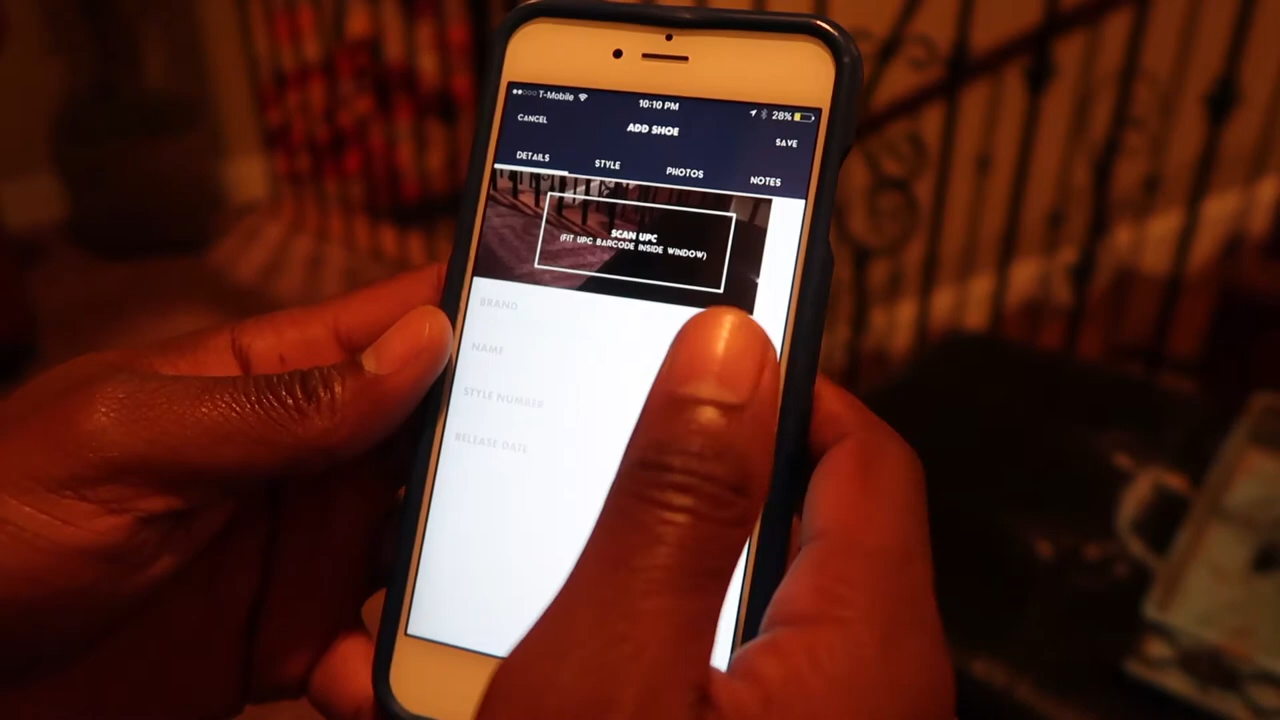 T-Mobile 10:10 PM 28%
CANCEL ADD SHOE SAVE
DETAILS STYLE PHOTOS NOTES
SCAN UPC
(FIT UPC BARCODE INSIDE WINDOW)
BRAND
NAME
STYLE NUMBER
RELEASE DATE